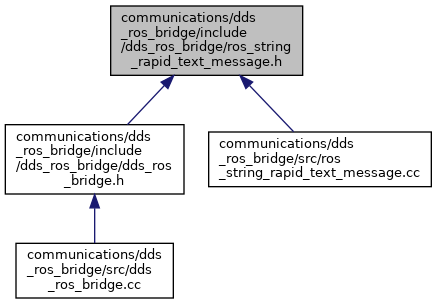 communications/dds
_ros_bridge/include
/dds_ros_bridge/ros_string
_rapid_text_message.h
communications/dds
_ros_bridge/include
/dds_ros_bridge/dds_ros
_bridge.h
communications/dds
_ros_bridge/src/ros
_string_rapid_text_message.cc
communications/dds
_ros_bridge/src/dds
_ros_bridge.cc